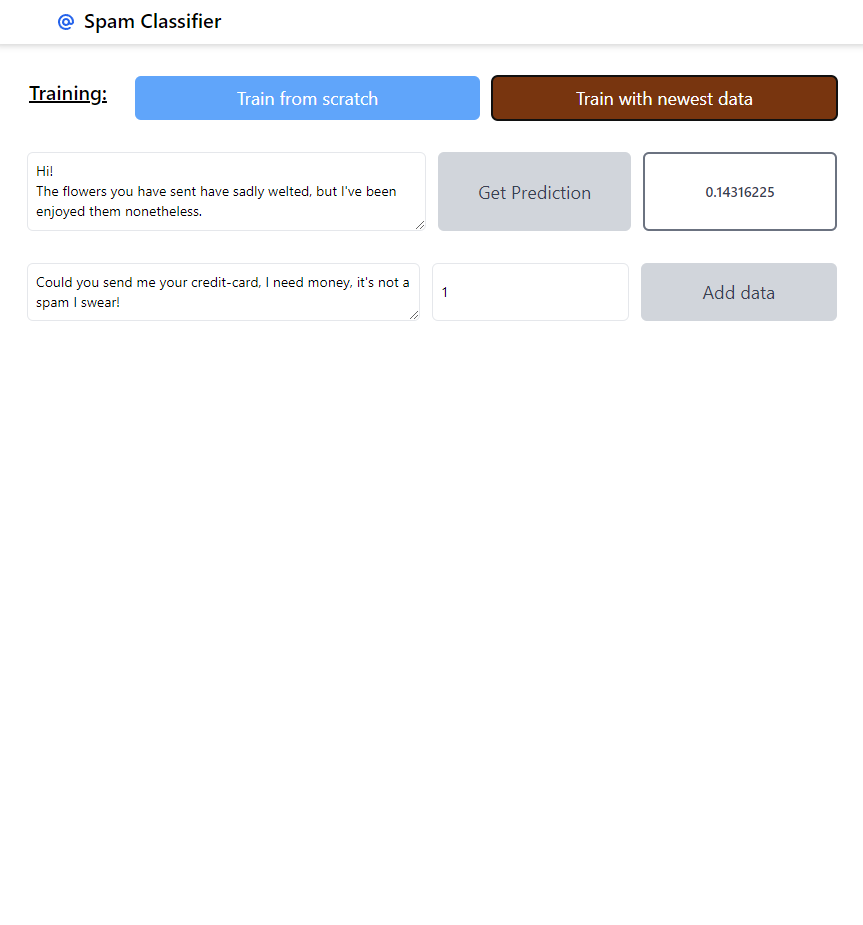 @ Spam Classifier
Training:
Train from scratch
Train with newest data
Hi!
The flowers you have sent have sadly welted, but I've been
enjoyed them nonetheless.
Get Prediction
0.14316225
Could you send me your credit-card, I need money, it's not a
spam I swear!
1
Add data